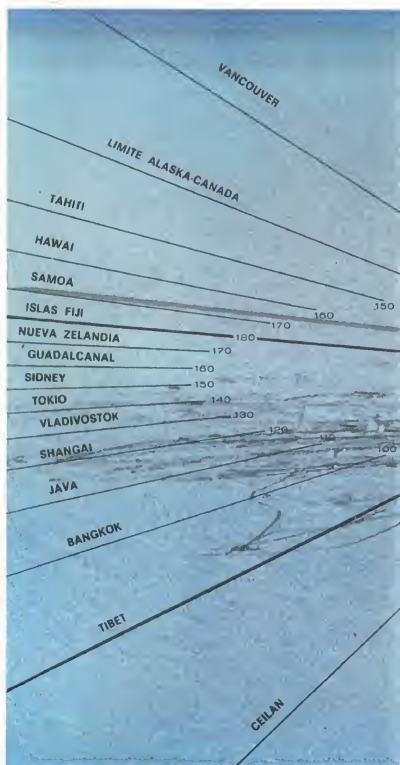 VANCOUVER
LIMITE ALASKA-CANADA
TAHITI
150
HAWAI
160
SAMOA
170
ISLAS FIJI
180
NUEVA ZELANDIA
170
GUADALCANAL
160
SIDNEY
150
TOKIO
140
VLADIVOSTOK
130
SHANGAI
120
JAVA
110
BANGKOK
100
TIBET
CEILAN